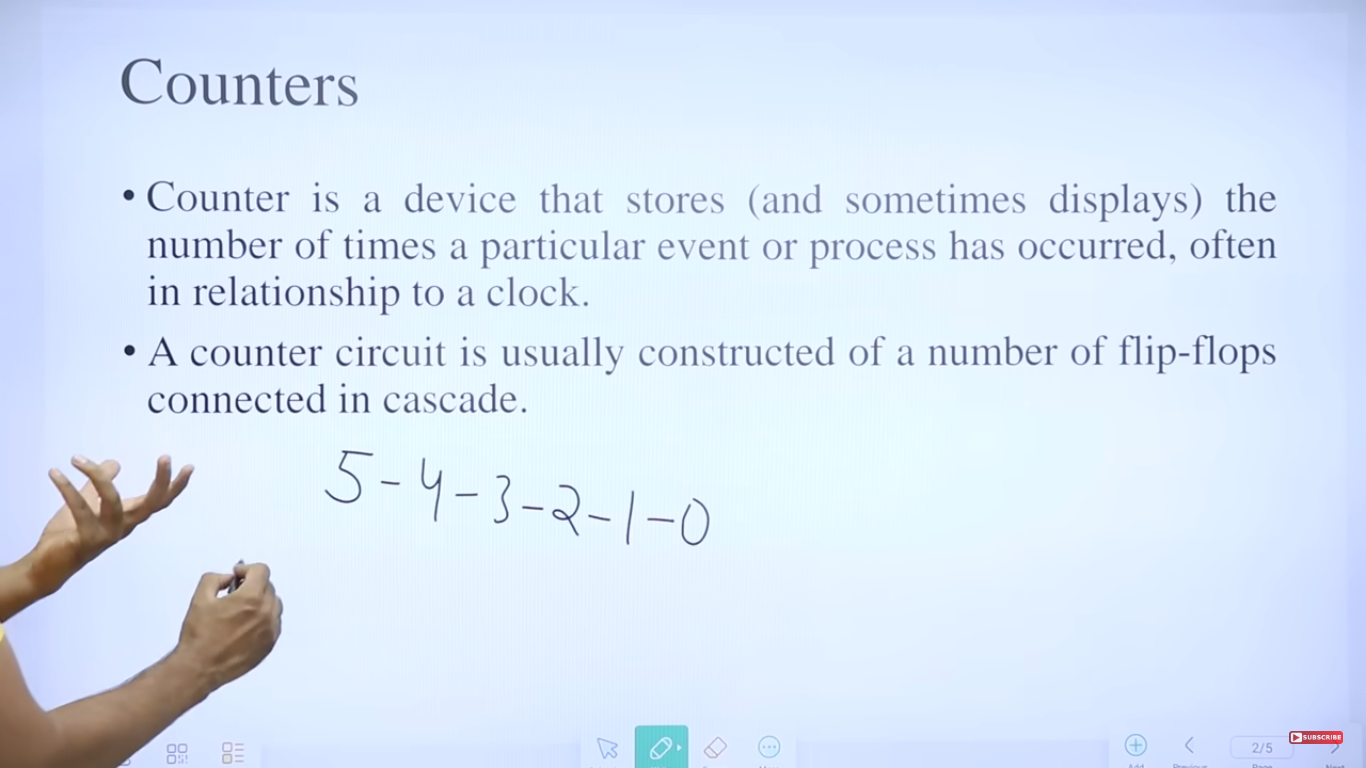 Counters
• Counter is a device that stores (and sometimes displays) the
number of times a particular event or process has occurred, often
in relationship to a clock.
• A counter circuit is usually constructed of a number of flip-flops
connected in cascade.
5-4-3-2-1-0
2/5
SUBSCRIBE